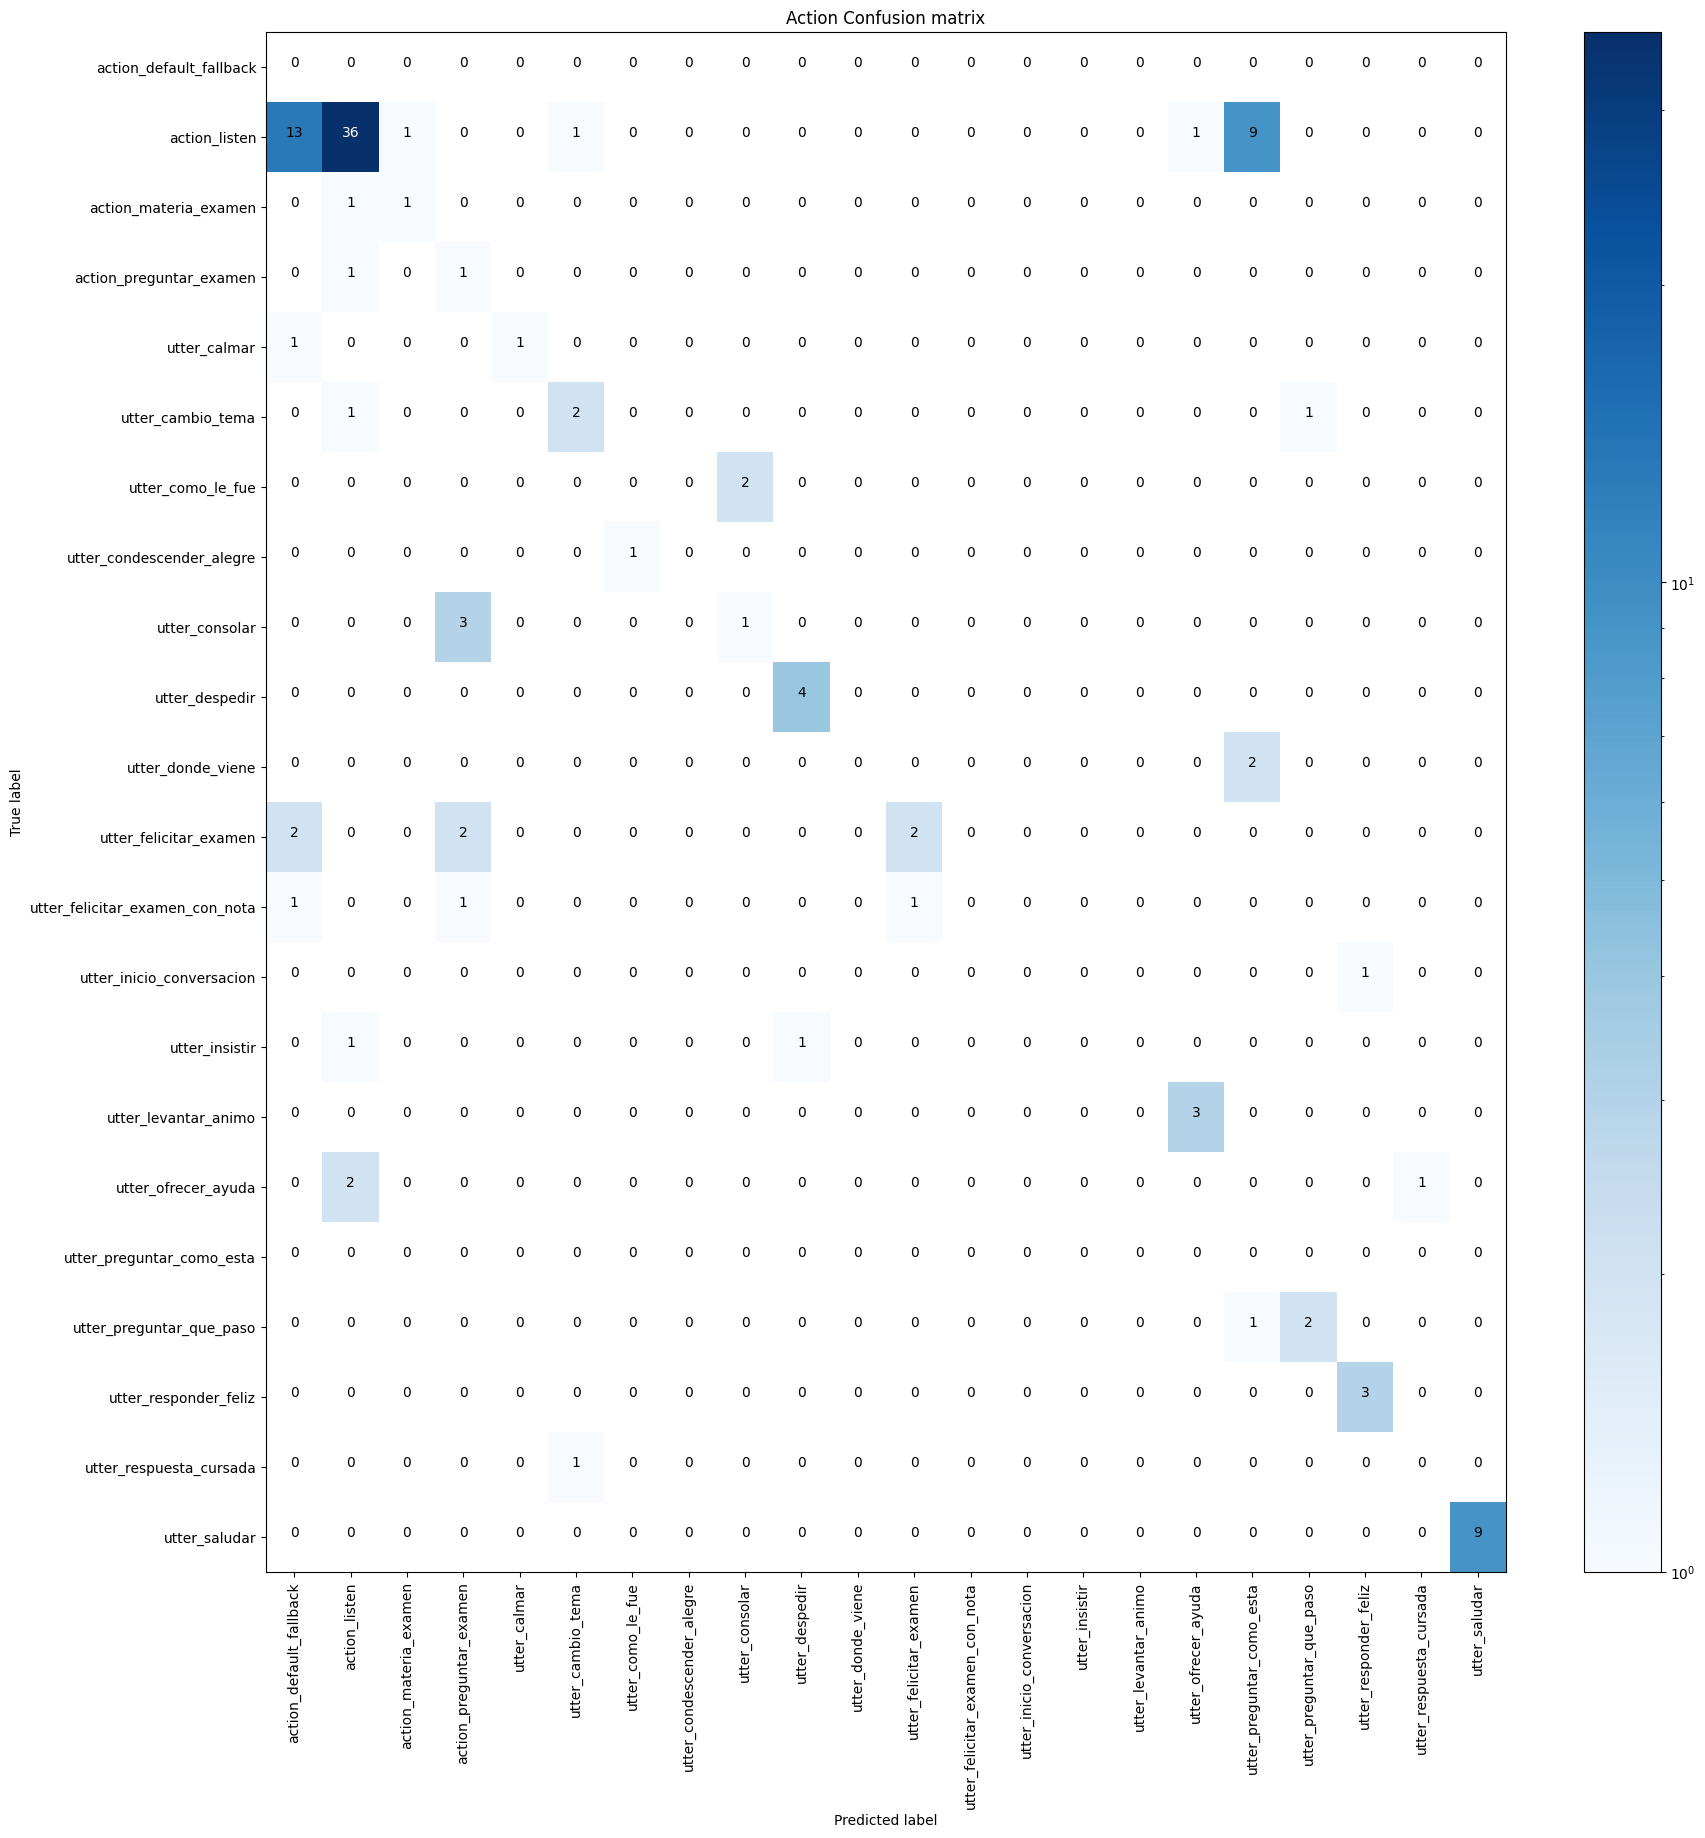 Action Confusion matrix
action_default_fallback 0 0 0 0 0 0 0 0 0 0 0 0 0 0 0 0 0 0 0 0 0 0
action_listen 13 36 1 0 0 1 0 0 0 0 0 0 0 0 0 0 1 9 0 0 0 0
action_materia_examen 0 1 1 0 0 0 0 0 0 0 0 0 0 0 0 0 0 0 0 0 0 0
action_preguntar_examen 0 1 0 1 0 0 0 0 0 0 0 0 0 0 0 0 0 0 0 0 0 0
utter_calmar 1 0 0 0 1 0 0 0 0 0 0 0 0 0 0 0 0 0 0 0 0 0
utter_cambio_tema 0 1 0 0 0 2 0 0 0 0 0 0 0 0 0 0 0 0 1 0 0 0
utter_como_le_fue 0 0 0 0 0 0 0 0 2 0 0 0 0 0 0 0 0 0 0 0 0 0
utter_condescender_alegre 0 0 0 0 0 0 1 0 0 0 0 0 0 0 0 0 0 0 0 0 0 0
utter_consolar 0 0 0 3 0 0 0 0 1 0 0 0 0 0 0 0 0 0 0 0 0 0
utter_despedir 0 0 0 0 0 0 0 0 0 4 0 0 0 0 0 0 0 0 0 0 0 0
utter_donde_viene 0 0 0 0 0 0 0 0 0 0 0 0 0 0 0 0 0 2 0 0 0 0
utter_felicitar_examen 2 0 0 2 0 0 0 0 0 0 0 2 0 0 0 0 0 0 0 0 0 0
utter_felicitar_examen_con_nota 1 0 0 1 0 0 0 0 0 0 0 1 0 0 0 0 0 0 0 0 0 0
utter_inicio_conversacion 0 0 0 0 0 0 0 0 0 0 0 0 0 0 0 0 0 0 0 1 0 0
utter_insistir 0 1 0 0 0 0 0 0 0 1 0 0 0 0 0 0 0 0 0 0 0 0
utter_levantar_animo 0 0 0 0 0 0 0 0 0 0 0 0 0 0 0 0 3 0 0 0 0 0
utter_ofrecer_ayuda 0 2 0 0 0 0 0 0 0 0 0 0 0 0 0 0 0 0 0 0 1 0
utter_preguntar_como_esta 0 0 0 0 0 0 0 0 0 0 0 0 0 0 0 0 0 0 0 0 0 0
utter_preguntar_que_paso 0 0 0 0 0 0 0 0 0 0 0 0 0 0 0 0 0 1 2 0 0 0
utter_responder_feliz 0 0 0 0 0 0 0 0 0 0 0 0 0 0 0 0 0 0 0 3 0 0
utter_respuesta_cursada 0 0 0 0 0 1 0 0 0 0 0 0 0 0 0 0 0 0 0 0 0 0
utter_saludar 0 0 0 0 0 0 0 0 0 0 0 0 0 0 0 0 0 0 0 0 0 9
True label
action_default_fallback
action_listen
action_materia_examen
action_preguntar_examen
utter_calmar
utter_cambio_tema
utter_como_le_fue
utter_condescender_alegre
utter_consolar
utter_despedir
utter_donde_viene
utter_felicitar_examen
utter_felicitar_examen_con_nota
utter_inicio_conversacion
utter_insistir
utter_levantar_animo
utter_ofrecer_ayuda
utter_preguntar_como_esta
utter_preguntar_que_paso
utter_responder_feliz
utter_respuesta_cursada
utter_saludar
Predicted label
10¹
10⁰